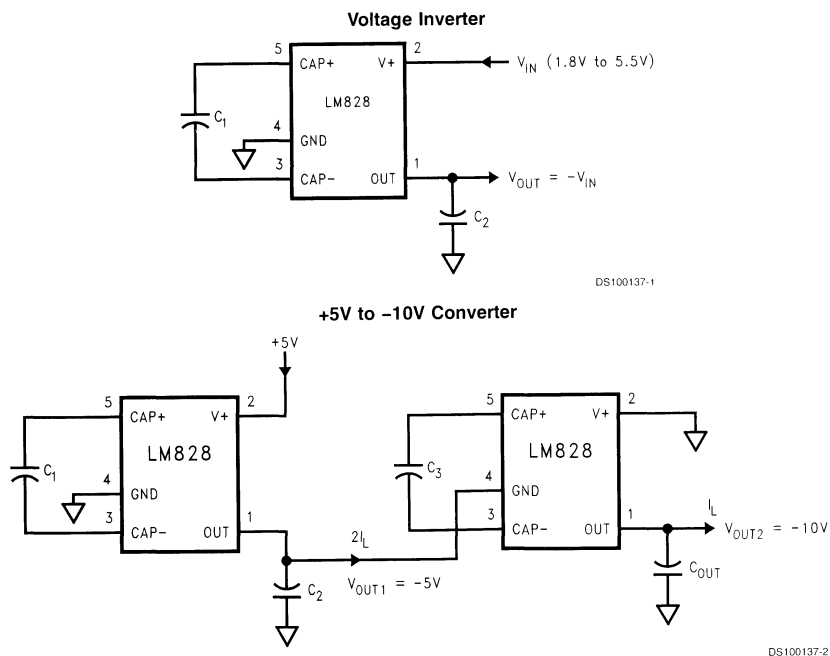 Voltage Inverter
5 CAP+ V+ 2 V_IN (1.8V to 5.5V)
LM828
C_1
4 GND
3 CAP- OUT 1 V_OUT = -V_IN
C_2
DS100137-1
+5V to –10V Converter
+5V
5 CAP+ V+ 2
LM828
C_1
4 GND
3 CAP- OUT 1
2I_L
C_2
V_OUT1 = -5V
5 CAP+ V+ 2
LM828
C_3
4 GND
3 CAP- OUT 1
I_L
V_OUT2 = -10V
C_OUT
DS100137-2